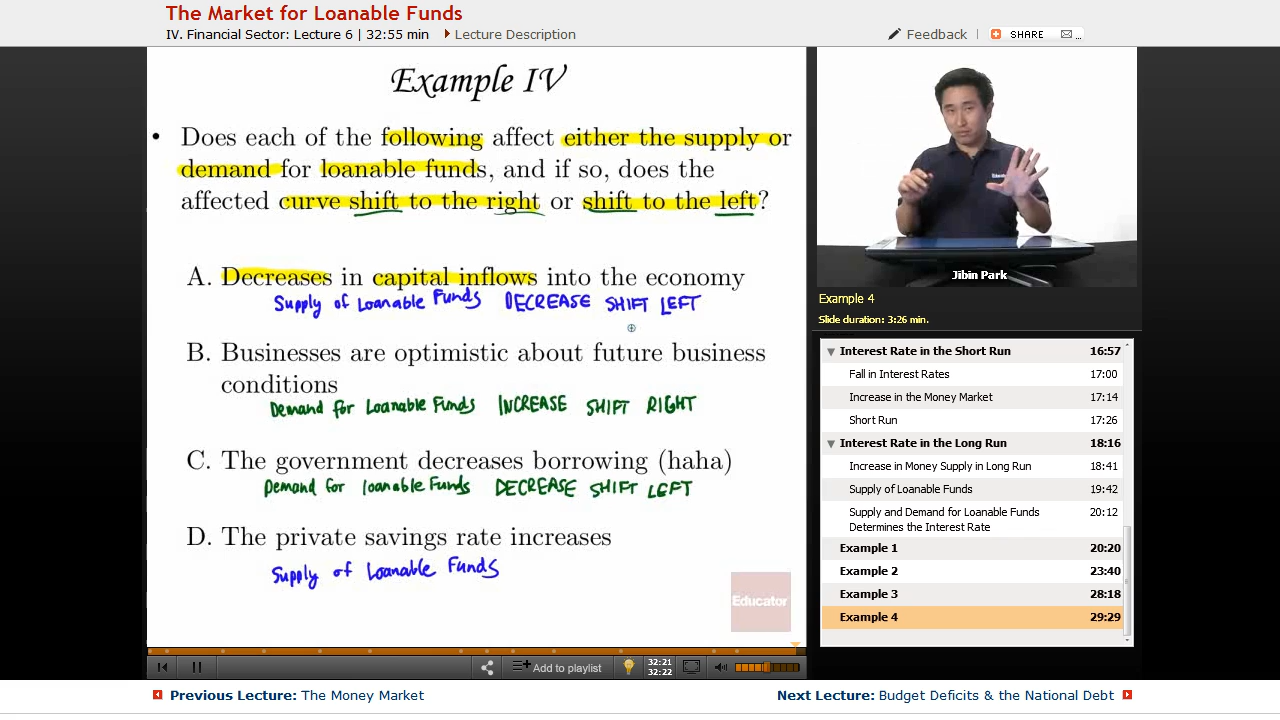 The Market for Loanable Funds
IV. Financial Sector: Lecture 6 | 32:55 min
Lecture Description
Feedback
SHARE
Example IV
• Does each of the following affect either the supply or
demand for loanable funds, and if so, does the
affected curve shift to the right or shift to the left?
A. Decreases in capital inflows into the economy
Supply of Loanable Funds DECREASE SHIFT LEFT
B. Businesses are optimistic about future business
conditions
Demand for Loanable Funds INCREASE SHIFT RIGHT
C. The government decreases borrowing (haha)
Demand for loanable Funds DECREASE SHIFT LEFT
D. The private savings rate increases
Supply of Loanable Funds
Educator
Jibin Park
Example 4
Slide duration: 3:26 min.
Interest Rate in the Short Run 16:57
Fall in Interest Rates 17:00
Increase in the Money Market 17:14
Short Run 17:26
Interest Rate in the Long Run 18:16
Increase in Money Supply in Long Run 18:41
Supply of Loanable Funds 19:42
Supply and Demand for Loanable Funds 20:12
Determines the Interest Rate
Example 1 20:20
Example 2 23:40
Example 3 28:18
Example 4 29:29
Add to playlist
32:21
32:22
Previous Lecture: The Money Market
Next Lecture: Budget Deficits & the National Debt